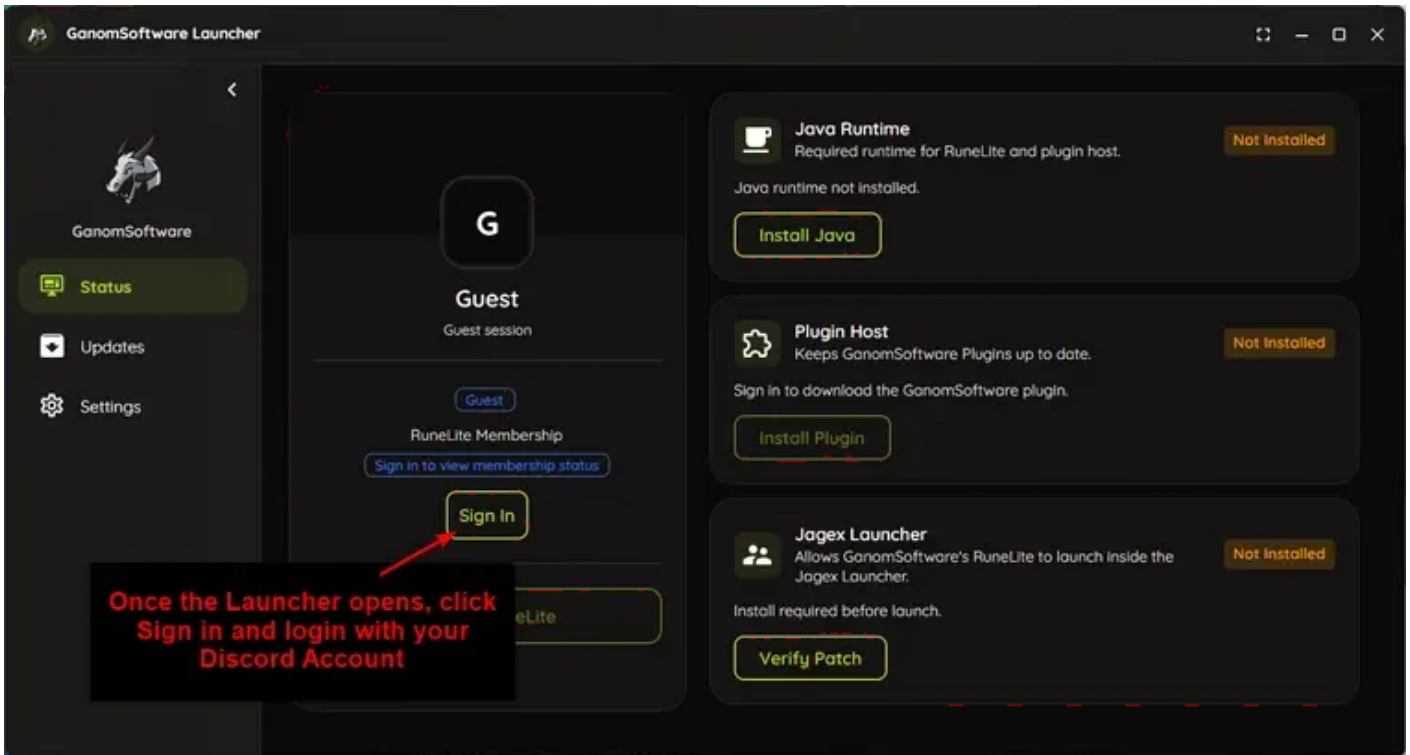 GanomSoftware Launcher
GanomSoftware
Status
Updates
Settings
G
Guest
Guest session
Guest
RuneLite Membership
Sign in to view membership status
Sign In
Once the Launcher opens, click
Sign in and login with your
Discord Account
eLite
Java Runtime
Required runtime for RuneLite and plugin host.
Not Installed
Java runtime not installed.
Install Java
Plugin Host
Keeps GanomSoftware Plugins up to date.
Not Installed
Sign in to download the GanomSoftware plugin.
Install Plugin
Jagex Launcher
Allows GanomSoftware's RuneLite to launch inside the
Jagex Launcher.
Not Installed
Install required before launch.
Verify Patch